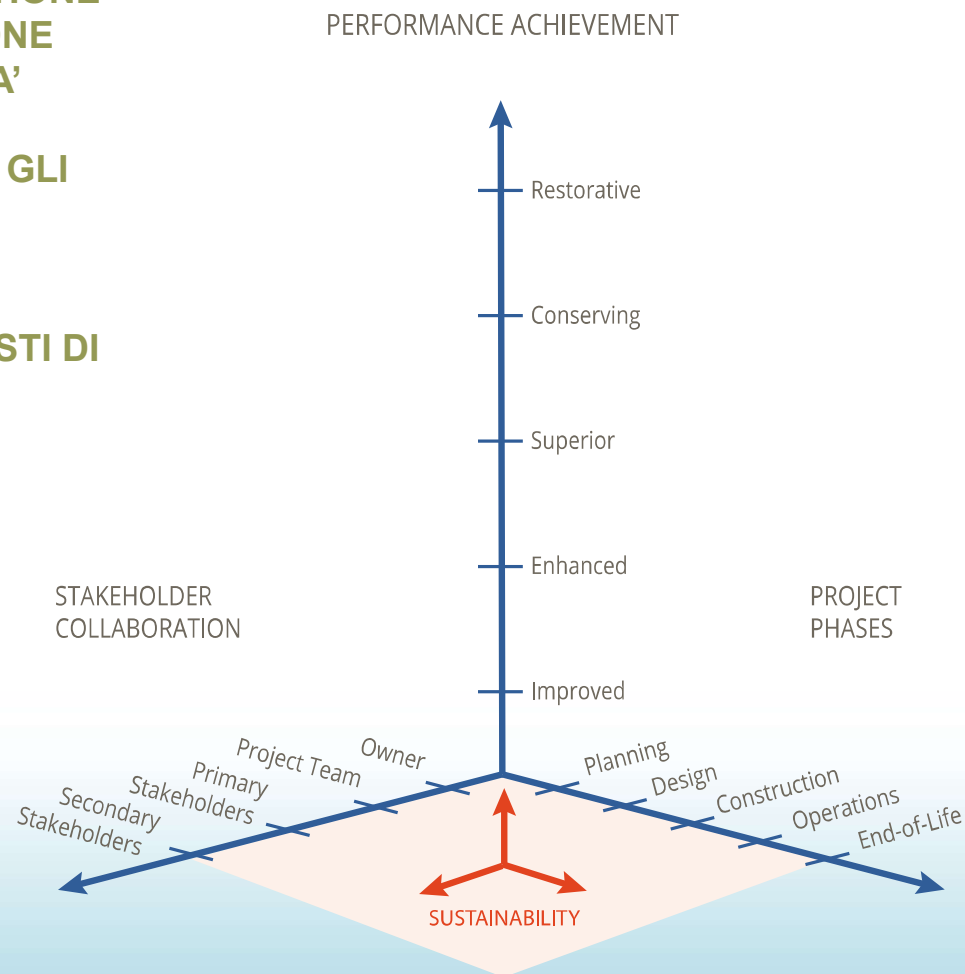 ONE
A'
GLI
STI DI
PERFORMANCE ACHIEVEMENT
Restorative
Conserving
Superior
Enhanced
Improved
STAKEHOLDER
COLLABORATION
PROJECT
PHASES
Owner
Project Team
Primary
Stakeholders
Secondary
Stakeholders
Planning
Design
Construction
Operations
End-of-Life
SUSTAINABILITY